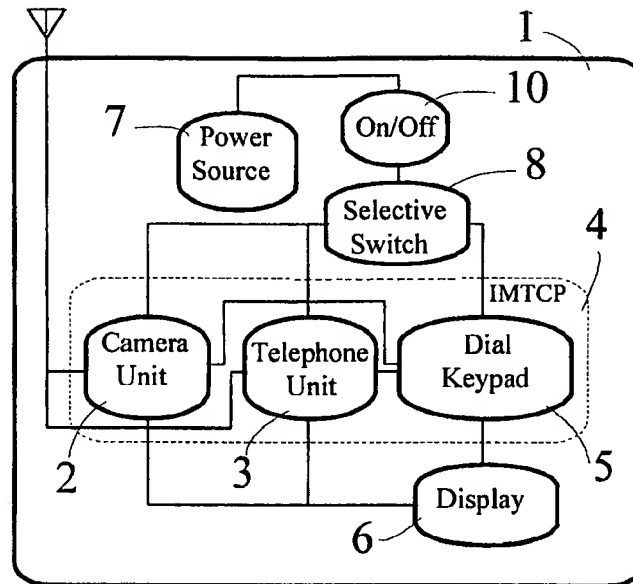 1
10
7
Power
Source
On/Off
8
Selective
Switch
4
IMTCP
Camera
Unit
Telephone
Unit
Dial
Keypad
2
3
5
Display
6